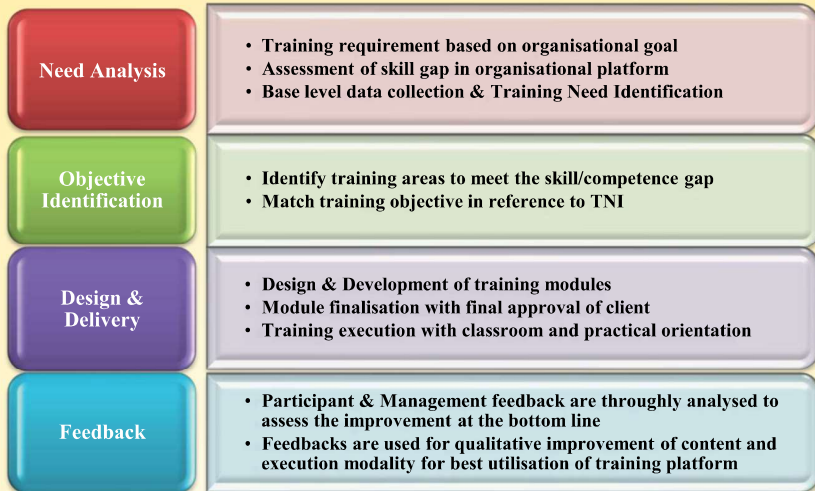 Need Analysis
• Training requirement based on organisational goal
• Assessment of skill gap in organisational platform
• Base level data collection & Training Need Identification
Objective
Identification
• Identify training areas to meet the skill/competence gap
• Match training objective in reference to TNI
Design &
Delivery
• Design & Development of training modules
• Module finalisation with final approval of client
• Training execution with classroom and practical orientation
Feedback
• Participant & Management feedback are throughly analysed to
assess the improvement at the bottom line
• Feedbacks are used for qualitative improvement of content and
execution modality for best utilisation of training platform